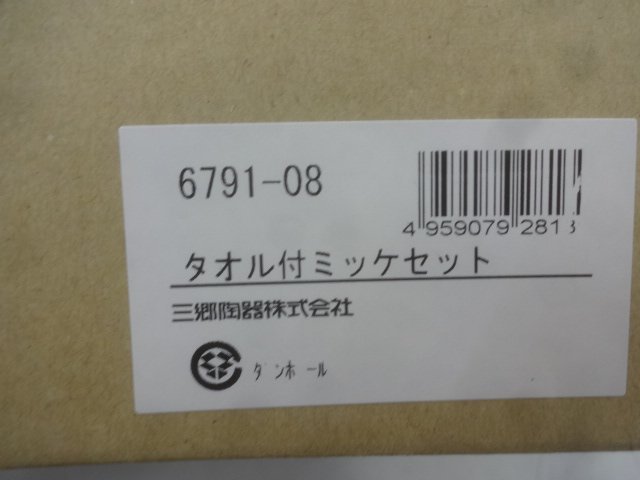 6791-08
4 959079 281
タオル付ミッケセット
三郷陶器株式会社
ﾀﾞﾝﾎﾞｰﾙ